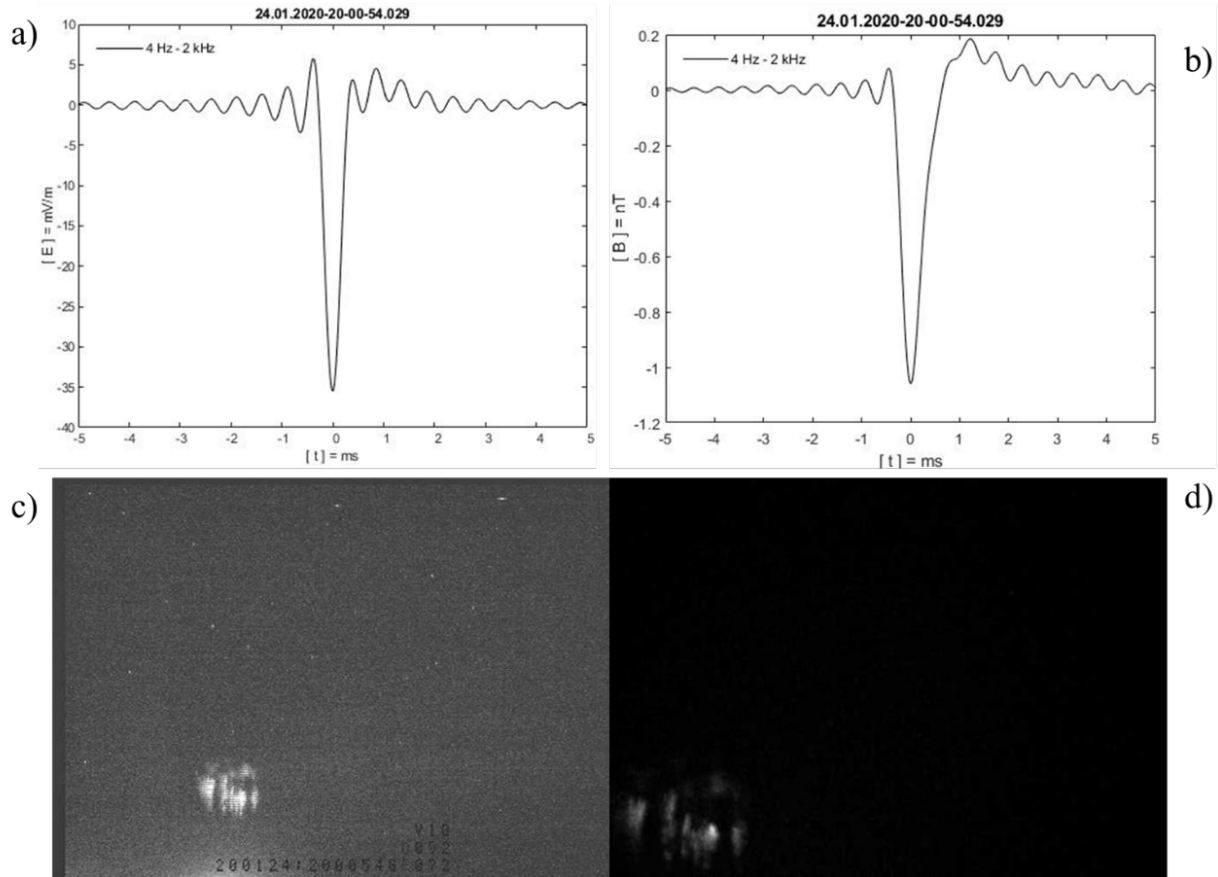 a)
24.01.2020-20-00-54.029
4 Hz - 2 kHz
10
5
0
-5
-10
-15
-20
-25
-30
-35
-40
[ E ] = mV/m
-5 -4 -3 -2 -1 0 1 2 3 4 5
[ t ] = ms
b)
24.01.2020-20-00-54.029
4 Hz - 2 kHz
0.2
0
-0.2
-0.4
-0.6
-0.8
-1
-1.2
[ B ] = nT
-5 -4 -3 -2 -1 0 1 2 3 4 5
[ t ] = ms
c)
V10
d)